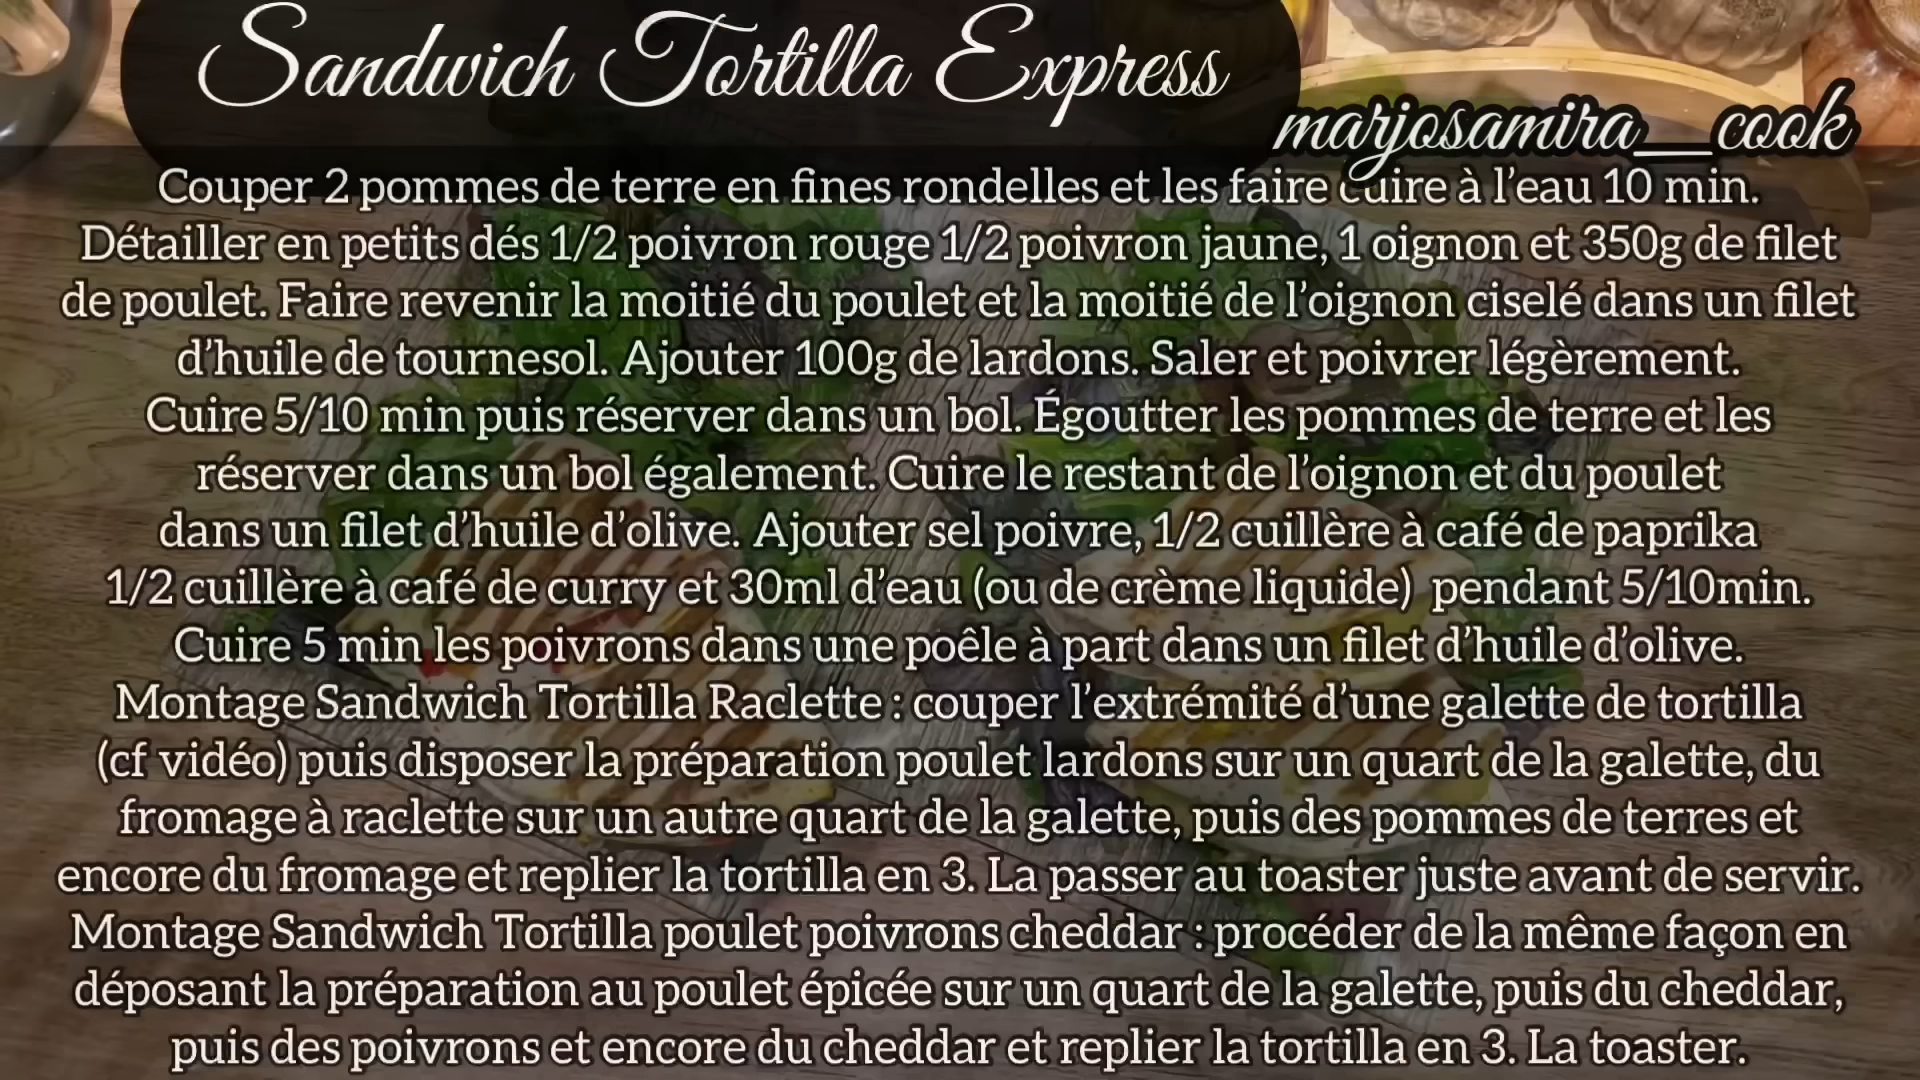 Sandwich Tortilla Express
marjosamira__cook
Couper 2 pommes de terre en fines rondelles et les faire cuire à l'eau 10 min.
Détailler en petits dés 1/2 poivron rouge 1/2 poivron jaune, 1 oignon et 350g de filet
de poulet. Faire revenir la moitié du poulet et la moitié de l'oignon ciselé dans un filet
d'huile de tournesol. Ajouter 100g de lardons. Saler et poivrer légèrement.
Cuire 5/10 min puis réserver dans un bol. Égoutter les pommes de terre et les
réserver dans un bol également. Cuire le restant de l'oignon et du poulet
dans un filet d'huile d'olive. Ajouter sel poivre, 1/2 cuillère à café de paprika
1/2 cuillère à café de curry et 30ml d'eau (ou de crème liquide) pendant 5/10min.
Cuire 5 min les poivrons dans une poêle à part dans un filet d'huile d'olive.
Montage Sandwich Tortilla Raclette : couper l'extrémité d'une galette de tortilla
(cf vidéo) puis disposer la préparation poulet lardons sur un quart de la galette, du
fromage à raclette sur un autre quart de la galette, puis des pommes de terres et
encore du fromage et replier la tortilla en 3. La passer au toaster juste avant de servir.
Montage Sandwich Tortilla poulet poivrons cheddar : procéder de la même façon en
déposant la préparation au poulet épicée sur un quart de la galette, puis du cheddar,
puis des poivrons et encore du cheddar et replier la tortilla en 3. La toaster.